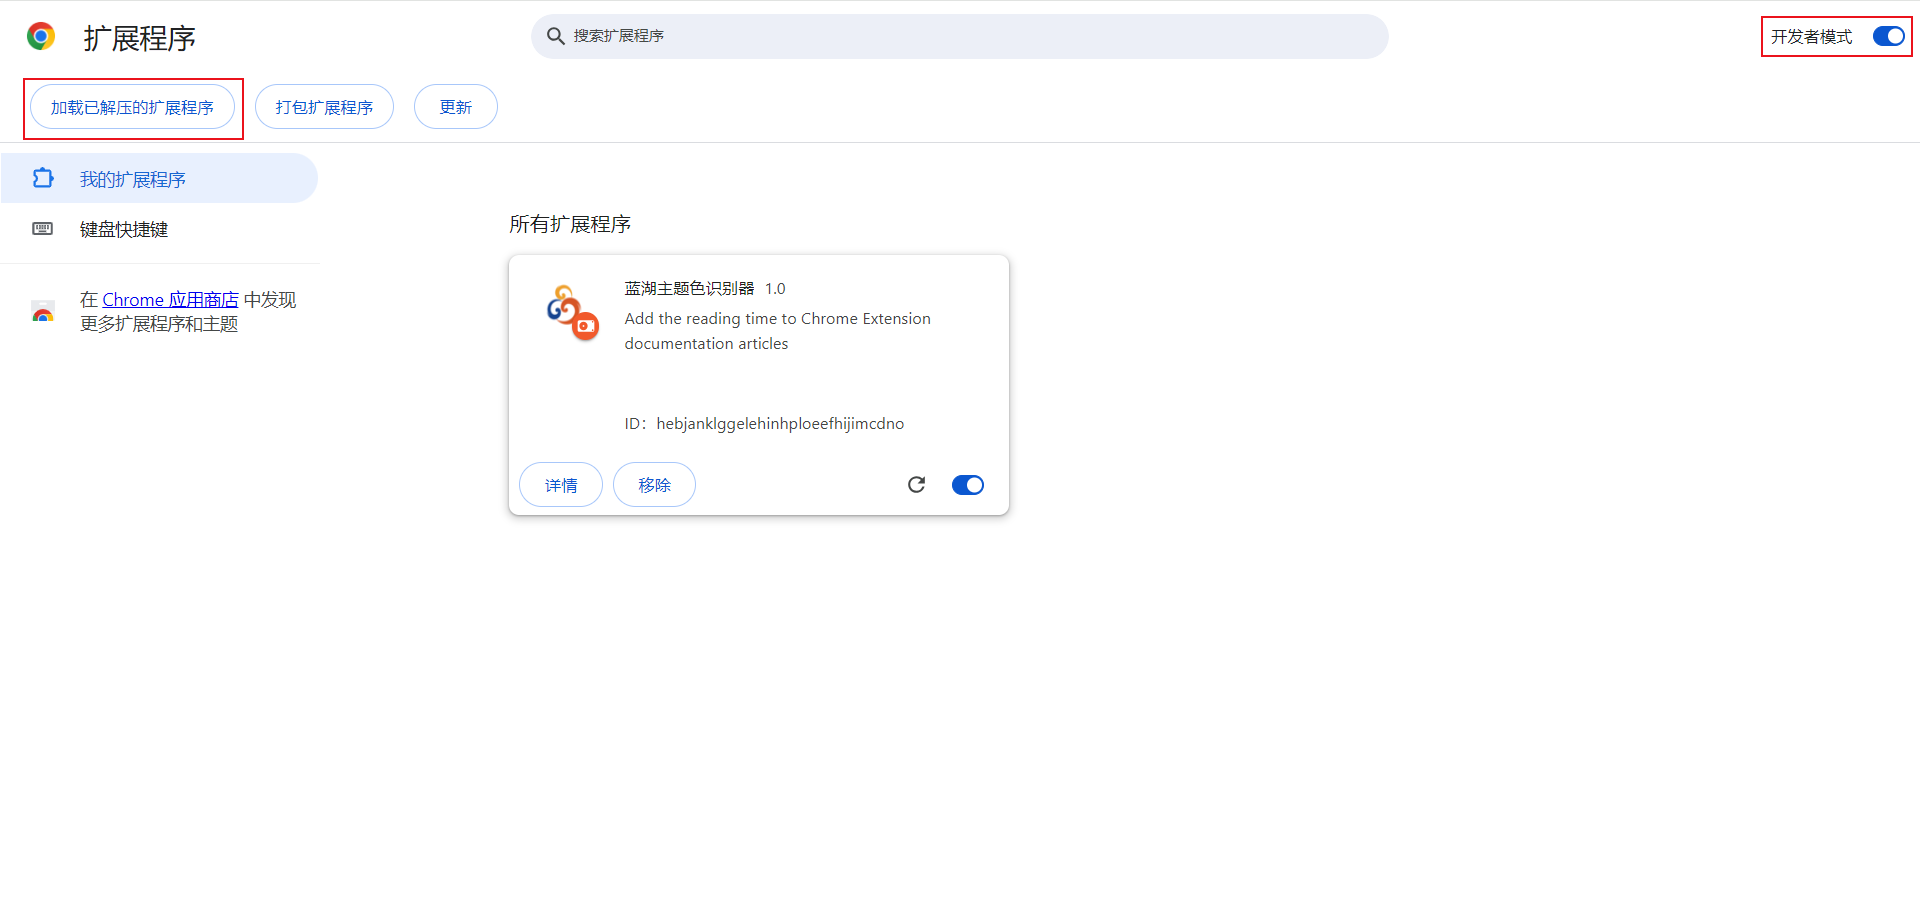 扩展程序
搜索扩展程序
开发者模式
加载已解压的扩展程序
打包扩展程序
更新
我的扩展程序
键盘快捷键
在 Chrome 应用商店 中发现
更多扩展程序和主题
所有扩展程序
蓝湖主题色识别器 1.0
Add the reading time to Chrome Extension
documentation articles
ID：hebjanklggelehinhploeefhijimcdno
详情
移除